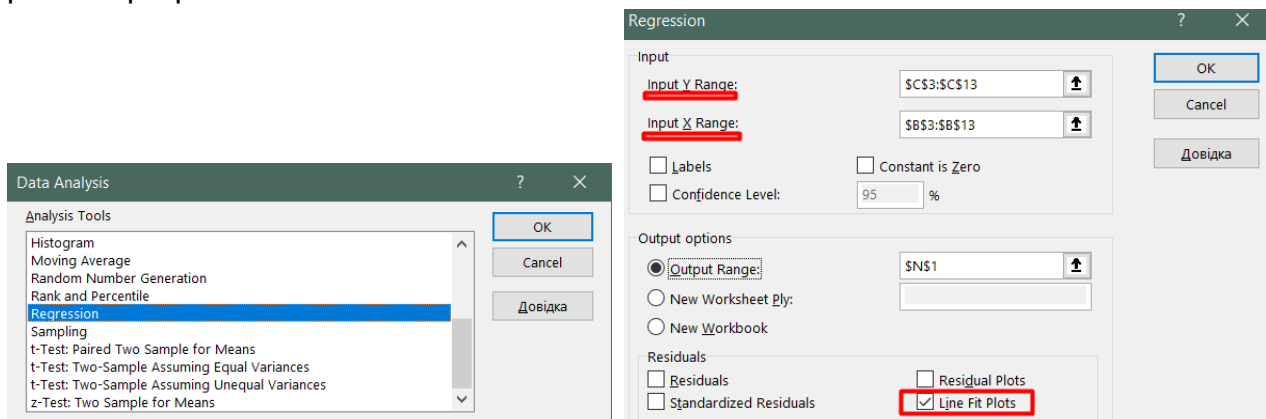 Data Analysis ? ×
Analysis Tools
Histogram
Moving Average
Random Number Generation
Rank and Percentile
Regression
Sampling
t-Test: Paired Two Sample for Means
t-Test: Two-Sample Assuming Equal Variances
t-Test: Two-Sample Assuming Unequal Variances
z-Test: Two Sample for Means
OK
Cancel
Довідка
Regression ? ×
Input
Input Y Range: $C$3:$C$13
Input X Range: $B$3:$B$13
Labels Constant is Zero
Confidence Level: 95 %
Output options
Output Range: $N$1
New Worksheet Ply:
New Workbook
Residuals
Residuals Residual Plots
Standardized Residuals Line Fit Plots
OK
Cancel
Довідка